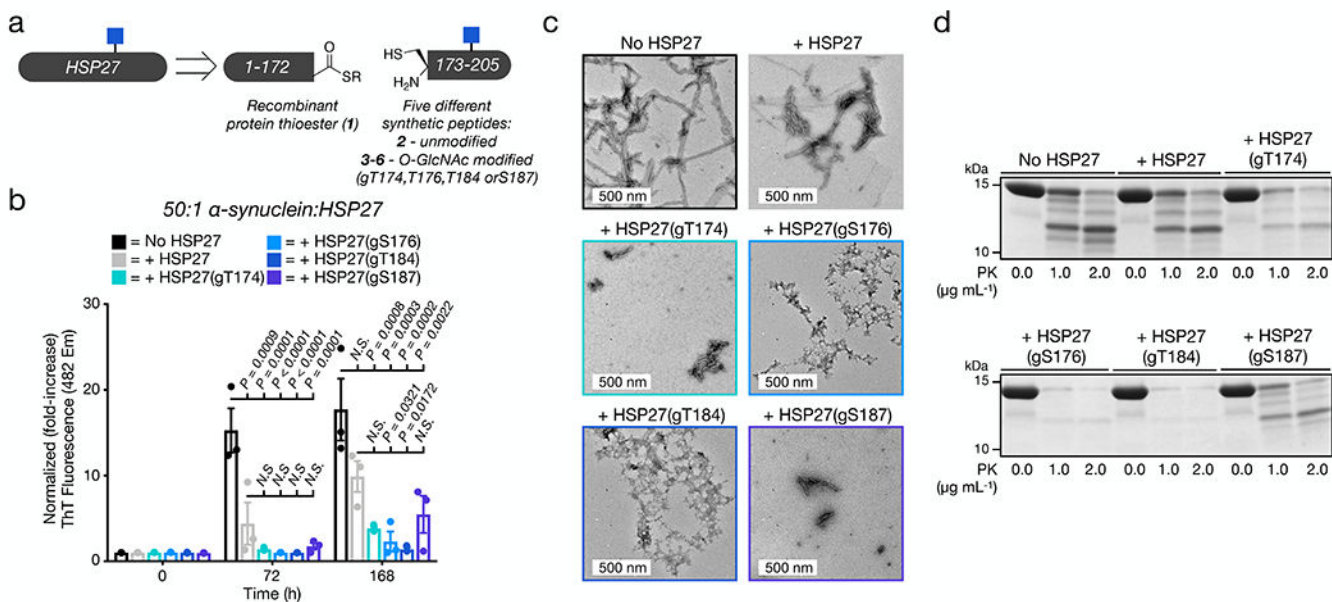 a
HSP27
1-172
O
SR
HS
H₂N
173-205
Recombinant
protein thioester (1)
Five different
synthetic peptides:
2 - unmodified
3-6 - O-GlcNAc modified
(gT174,T176,T184 orS187)
b
50:1 α-synuclein:HSP27
= No HSP27
= + HSP27
= + HSP27(gT174)
= + HSP27(gS176)
= + HSP27(gT184)
= + HSP27(gS187)
Normalized (fold-increase)
ThT Fluorescence (482 Em)
30
20
10
0
P = 0.0009
P = 0.0001
P < 0.0001
P < 0.0001
P = 0.0001
N.S
N.S
N.S
N.S.
N.S.
P = 0.0008
P = 0.0003
P = 0.0002
P = 0.0022
N.S.
P = 0.0321
P = 0.0172
N.S.
0
72
168
Time (h)
c
No HSP27
+ HSP27
500 nm
500 nm
+ HSP27(gT174)
+ HSP27(gS176)
500 nm
500 nm
+ HSP27(gT184)
+ HSP27(gS187)
500 nm
500 nm
d
kDa
No HSP27
+ HSP27
+ HSP27
(gT174)
15
10
PK
0.0
1.0
2.0
0.0
1.0
2.0
0.0
1.0
2.0
(µg mL⁻¹)
kDa
+ HSP27
(gS176)
+ HSP27
(gT184)
+ HSP27
(gS187)
15
10
PK
0.0
1.0
2.0
0.0
1.0
2.0
0.0
1.0
2.0
(µg mL⁻¹)